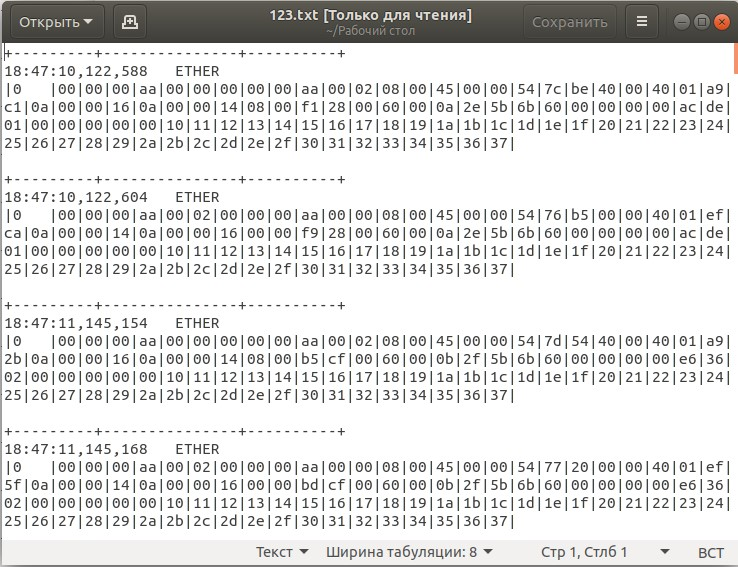 Открыть
123.txt [Только для чтения]
~/Рабочий стол
Сохранить
+---------+---------------+----------+
18:47:10,122,588   ETHER
|0   |00|00|00|aa|00|00|00|00|00|aa|00|02|08|00|45|00|00|54|7c|be|40|00|40|01|a9|
c1|0a|00|00|16|0a|00|00|14|08|00|f1|28|00|60|00|0a|2e|5b|6b|60|00|00|00|00|ac|de|
01|00|00|00|00|00|10|11|12|13|14|15|16|17|18|19|1a|1b|1c|1d|1e|1f|20|21|22|23|24|
25|26|27|28|29|2a|2b|2c|2d|2e|2f|30|31|32|33|34|35|36|37|
+---------+---------------+----------+
18:47:10,122,604   ETHER
|0   |00|00|00|aa|00|02|00|00|00|aa|00|00|08|00|45|00|00|54|76|b5|00|00|40|01|ef|
ca|0a|00|00|14|0a|00|00|16|00|00|f9|28|00|60|00|0a|2e|5b|6b|60|00|00|00|00|ac|de|
01|00|00|00|00|00|10|11|12|13|14|15|16|17|18|19|1a|1b|1c|1d|1e|1f|20|21|22|23|24|
25|26|27|28|29|2a|2b|2c|2d|2e|2f|30|31|32|33|34|35|36|37|
+---------+---------------+----------+
18:47:11,145,154   ETHER
|0   |00|00|00|aa|00|00|00|00|00|aa|00|02|08|00|45|00|00|54|7d|54|40|00|40|01|a9|
2b|0a|00|00|16|0a|00|00|14|08|00|b5|cf|00|60|00|0b|2f|5b|6b|60|00|00|00|00|e6|36|
02|00|00|00|00|00|10|11|12|13|14|15|16|17|18|19|1a|1b|1c|1d|1e|1f|20|21|22|23|24|
25|26|27|28|29|2a|2b|2c|2d|2e|2f|30|31|32|33|34|35|36|37|
+---------+---------------+----------+
18:47:11,145,168   ETHER
|0   |00|00|00|aa|00|02|00|00|00|aa|00|00|08|00|45|00|00|54|77|20|00|00|40|01|ef|
5f|0a|00|00|14|0a|00|00|16|00|00|bd|cf|00|60|00|0b|2f|5b|6b|60|00|00|00|00|e6|36|
02|00|00|00|00|00|10|11|12|13|14|15|16|17|18|19|1a|1b|1c|1d|1e|1f|20|21|22|23|24|
25|26|27|28|29|2a|2b|2c|2d|2e|2f|30|31|32|33|34|35|36|37|
Текст
Ширина табуляции: 8
Стр 1, Стлб 1
ВСТ